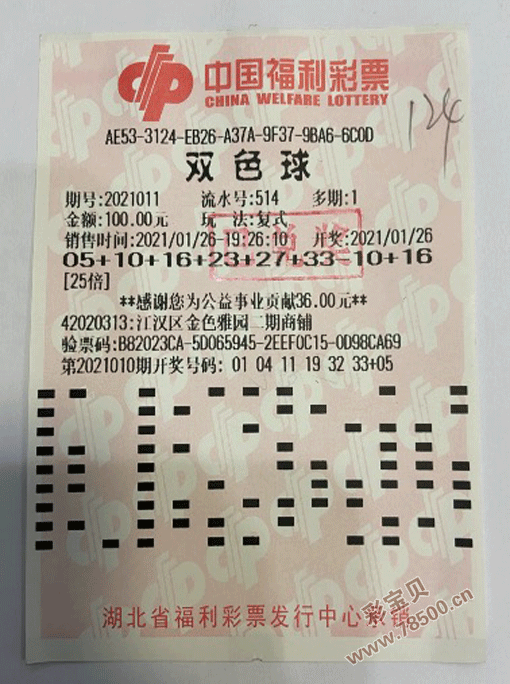 中国福利彩票
CHINA WELFARE LOTTERY
124
AE53-3124-EB26-A37A-9F37-9BA6-6C0D
双色球
期号:2021011 流水号:514 多期:1
金额:100.00元 玩 法:复式
销售时间:2021/01/26-19:26:10 开奖:2021/01/26
已兑奖
05+10+16+23+27+33-10+16
[25倍]
**感谢您为公益事业贡献36.00元**
42020313:江汉区金色雅园二期商铺
验票码:B82023CA-5D065945-2EEF0C15-0D98CA69
第2021010期开奖号码: 01 04 11 19 32 33+05
湖北省福利彩票发行中心承销
彩宝贝
www.78500.cn